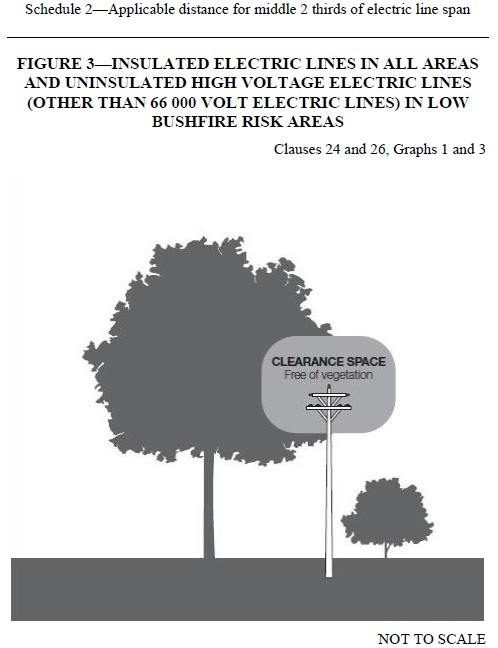 Schedule 2—Applicable distance for middle 2 thirds of electric line span
FIGURE 3—INSULATED ELECTRIC LINES IN ALL AREAS
AND UNINSULATED HIGH VOLTAGE ELECTRIC LINES
(OTHER THAN 66 000 VOLT ELECTRIC LINES) IN LOW
BUSHFIRE RISK AREAS
Clauses 24 and 26, Graphs 1 and 3
CLEARANCE SPACE
Free of vegetation
NOT TO SCALE